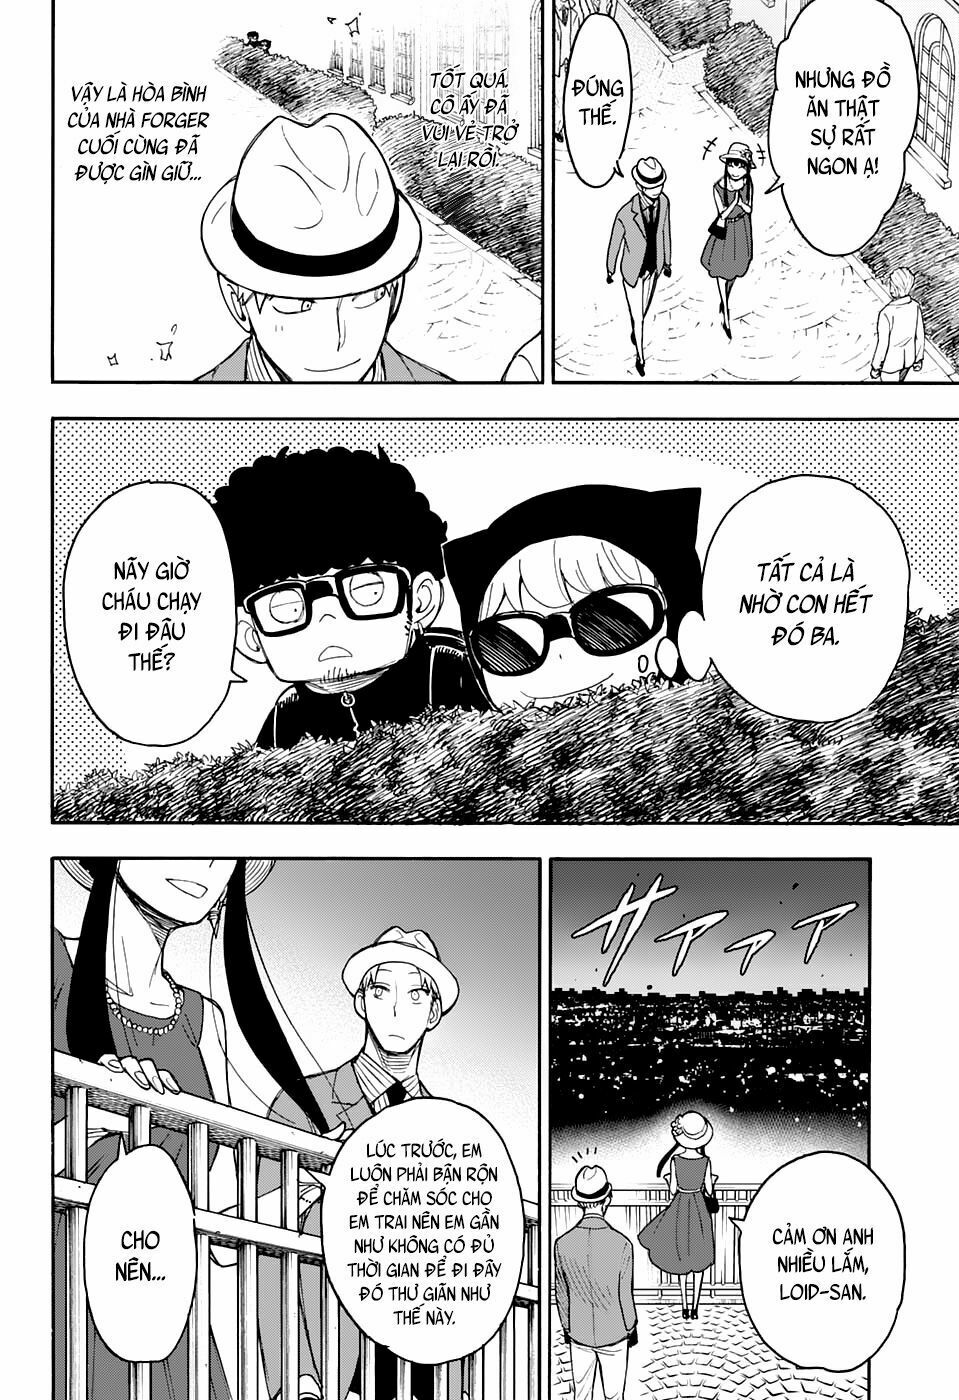 NHƯNG ĐỒ
ĂN THẬT
SỰ RẤT
NGON Ạ!
ĐÚNG
THẾ.
TỐT QUÁ,
CÔ ẤY ĐÃ
VUI VẺ TRỞ
LẠI RỒI.
VẬY LÀ HÒA BÌNH
CỦA NHÀ FORGER
CUỐI CÙNG ĐÃ
ĐƯỢC GÌN GIỮ...
TẤT CẢ LÀ
NHỜ CON HẾT
ĐÓ BA.
NÃY GIỜ
CHÁU CHẠY
ĐI ĐÂU
THẾ?
ザァァァ
CẢM ƠN ANH
NHIỀU LẮM,
LOID-SAN.
LÚC TRƯỚC, EM
LUÔN PHẢI BẬN RỘN
ĐỂ CHĂM SÓC CHO
EM TRAI NÊN EM GẦN
NHƯ KHÔNG CÓ ĐỦ
THỜI GIAN ĐỂ ĐI ĐÂY
ĐÓ THƯ GIÃN NHƯ
THẾ NÀY.
CHO
NÊN...